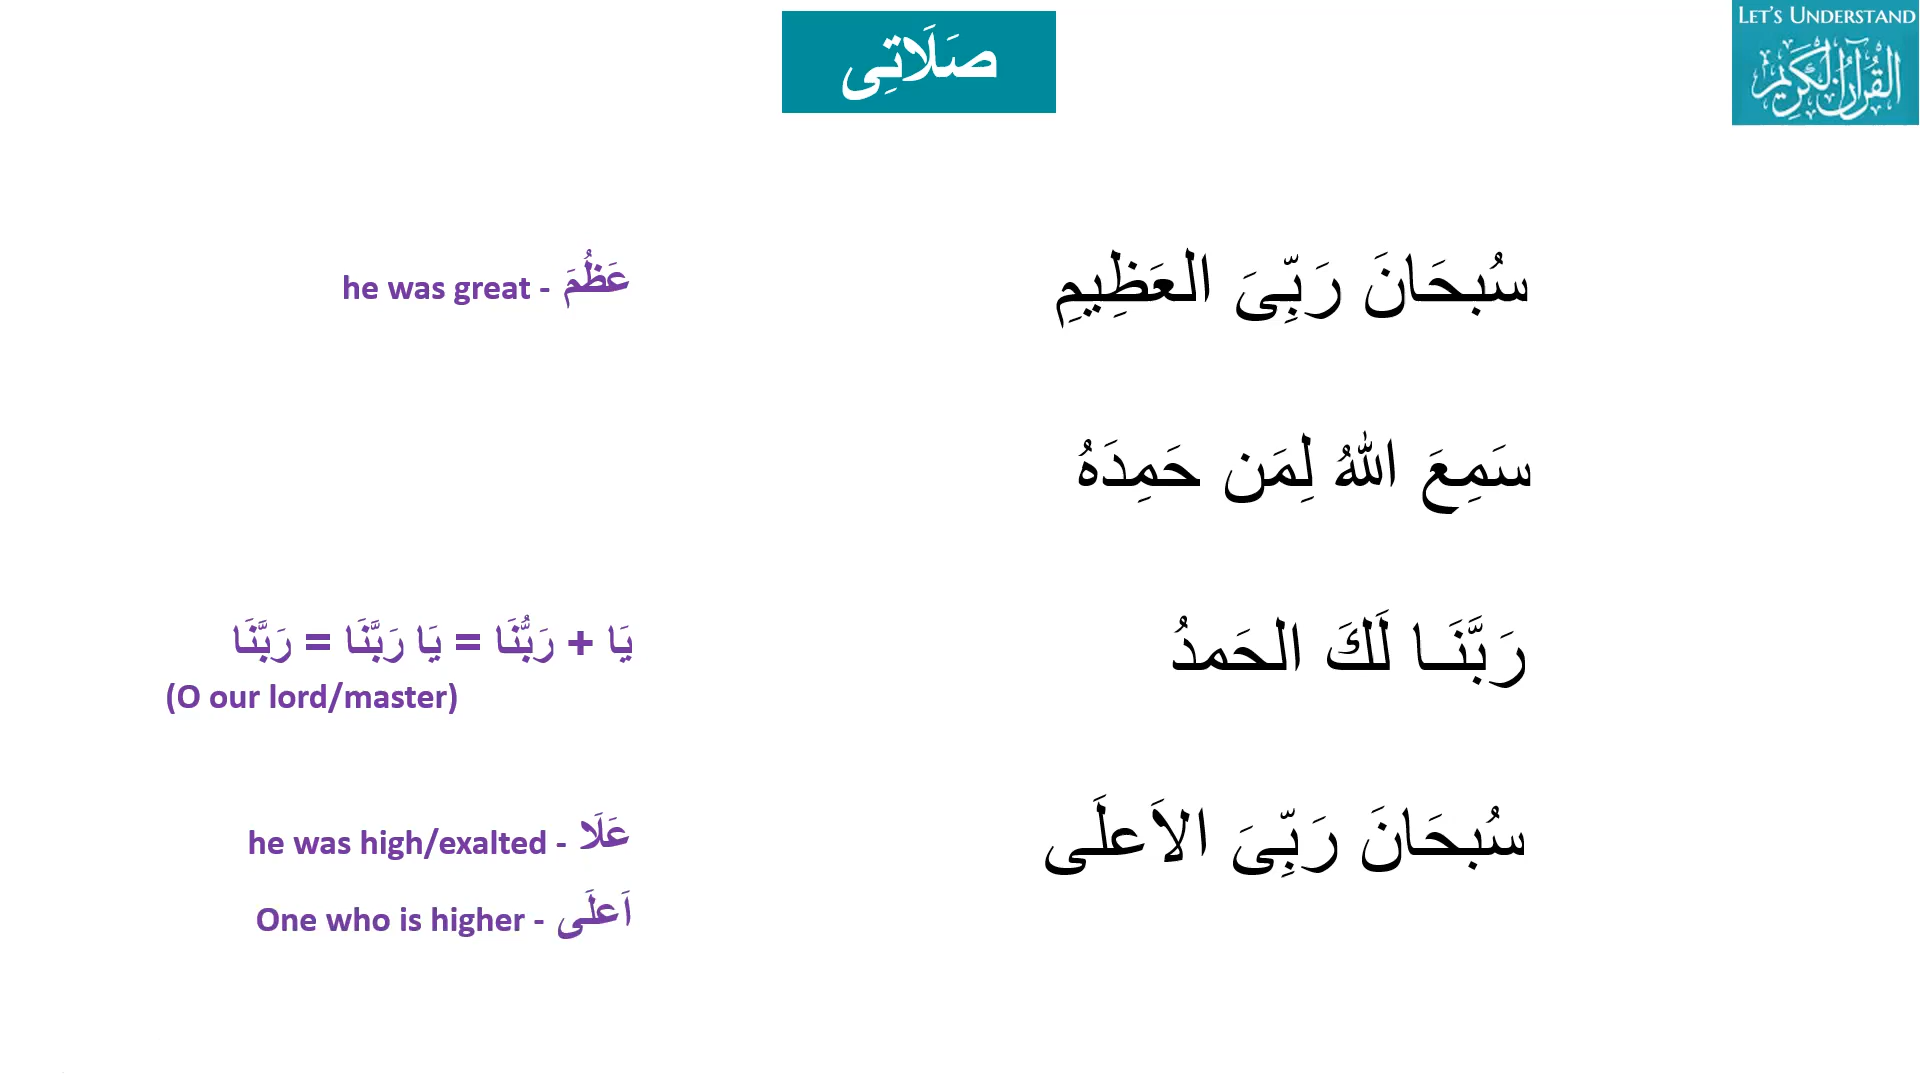 صَلَاتِى
LET'S UNDERSTAND
القُرآنُ الكَرِيم
سُبحَانَ رَبِّىَ العَظِيمِ
he was great - عَظُمَ
سَمِعَ اللهُ لِمَن حَمِدَهُ
رَبَّنَـا لَكَ الحَمدُ
يَا + رَبُّنَا = يَا رَبَّنَا = رَبَّنَا
(O our lord/master)
سُبحَانَ رَبِّىَ الاَعلَى
he was high/exalted - عَلَا
One who is higher - اَعلَى